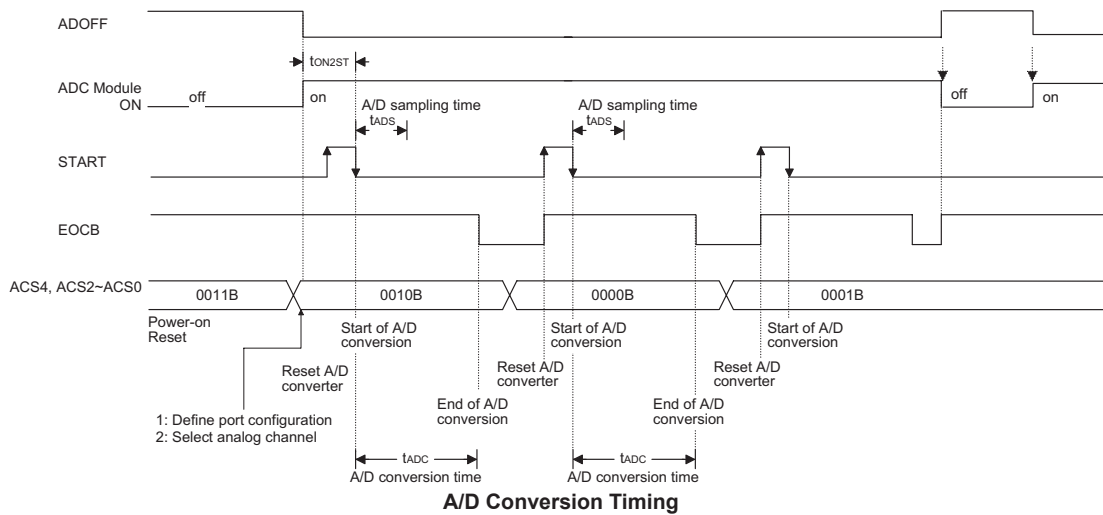 ADOFF
tON2ST
ADC Module
ON
off
on
off
on
A/D sampling time
tADS
A/D sampling time
tADS
START
EOCB
ACS4, ACS2~ACS0
0011B
0010B
0000B
0001B
Power-on
Reset
Start of A/D
conversion
Start of A/D
conversion
Start of A/D
conversion
Reset A/D
converter
Reset A/D
converter
Reset A/D
converter
End of A/D
conversion
End of A/D
conversion
1: Define port configuration
2: Select analog channel
tADC
A/D conversion time
tADC
A/D conversion time
A/D Conversion Timing